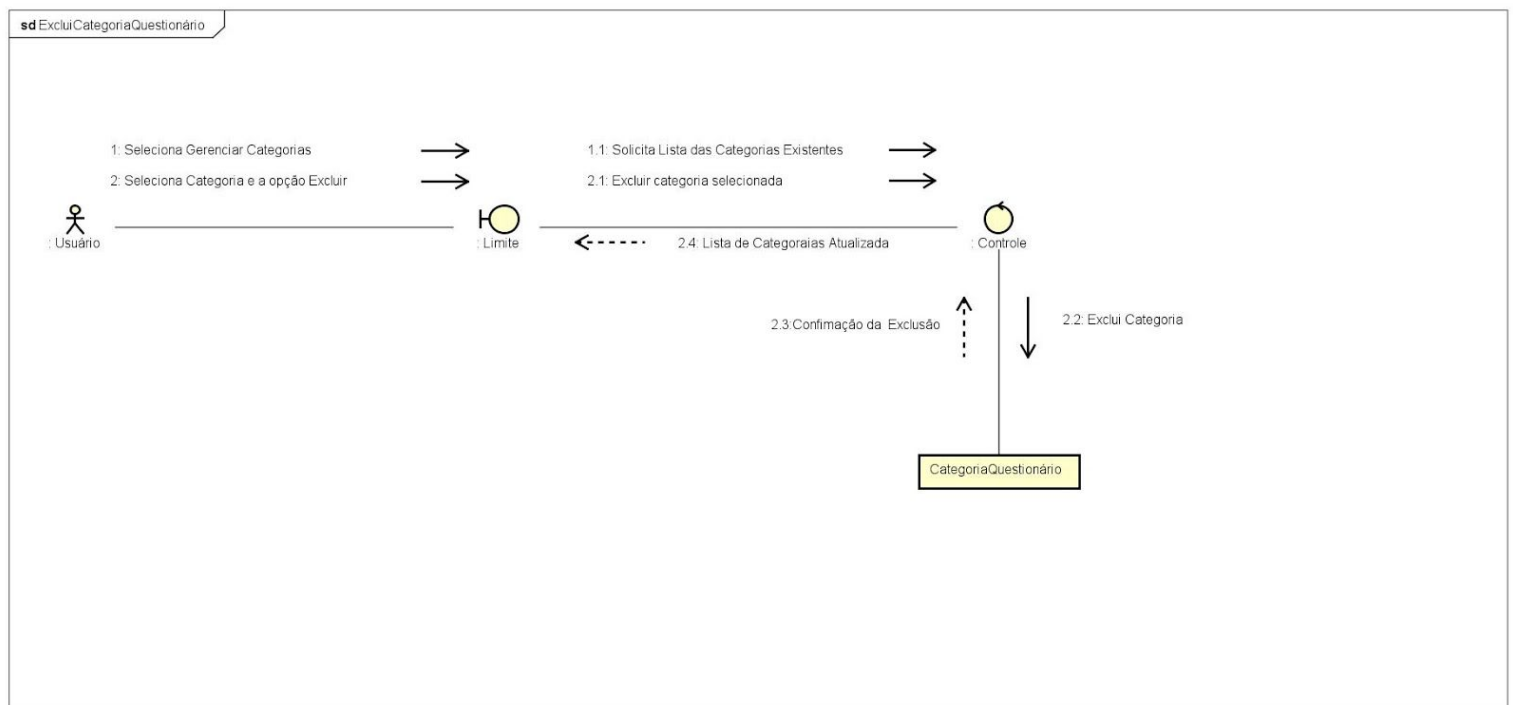 sd ExcluiCategoriaQuestionário
1: Seleciona Gerenciar Categorias
1.1: Solicita Lista das Categorias Existentes
2: Seleciona Categoria e a opção Excluir
2.1: Excluir categoria selecionada
: Usuário
: Limite
2.4: Lista de Categoraias Atualizada
: Controle
2.3:Confimação da Exclusão
2.2: Exclui Categoria
CategoriaQuestionário